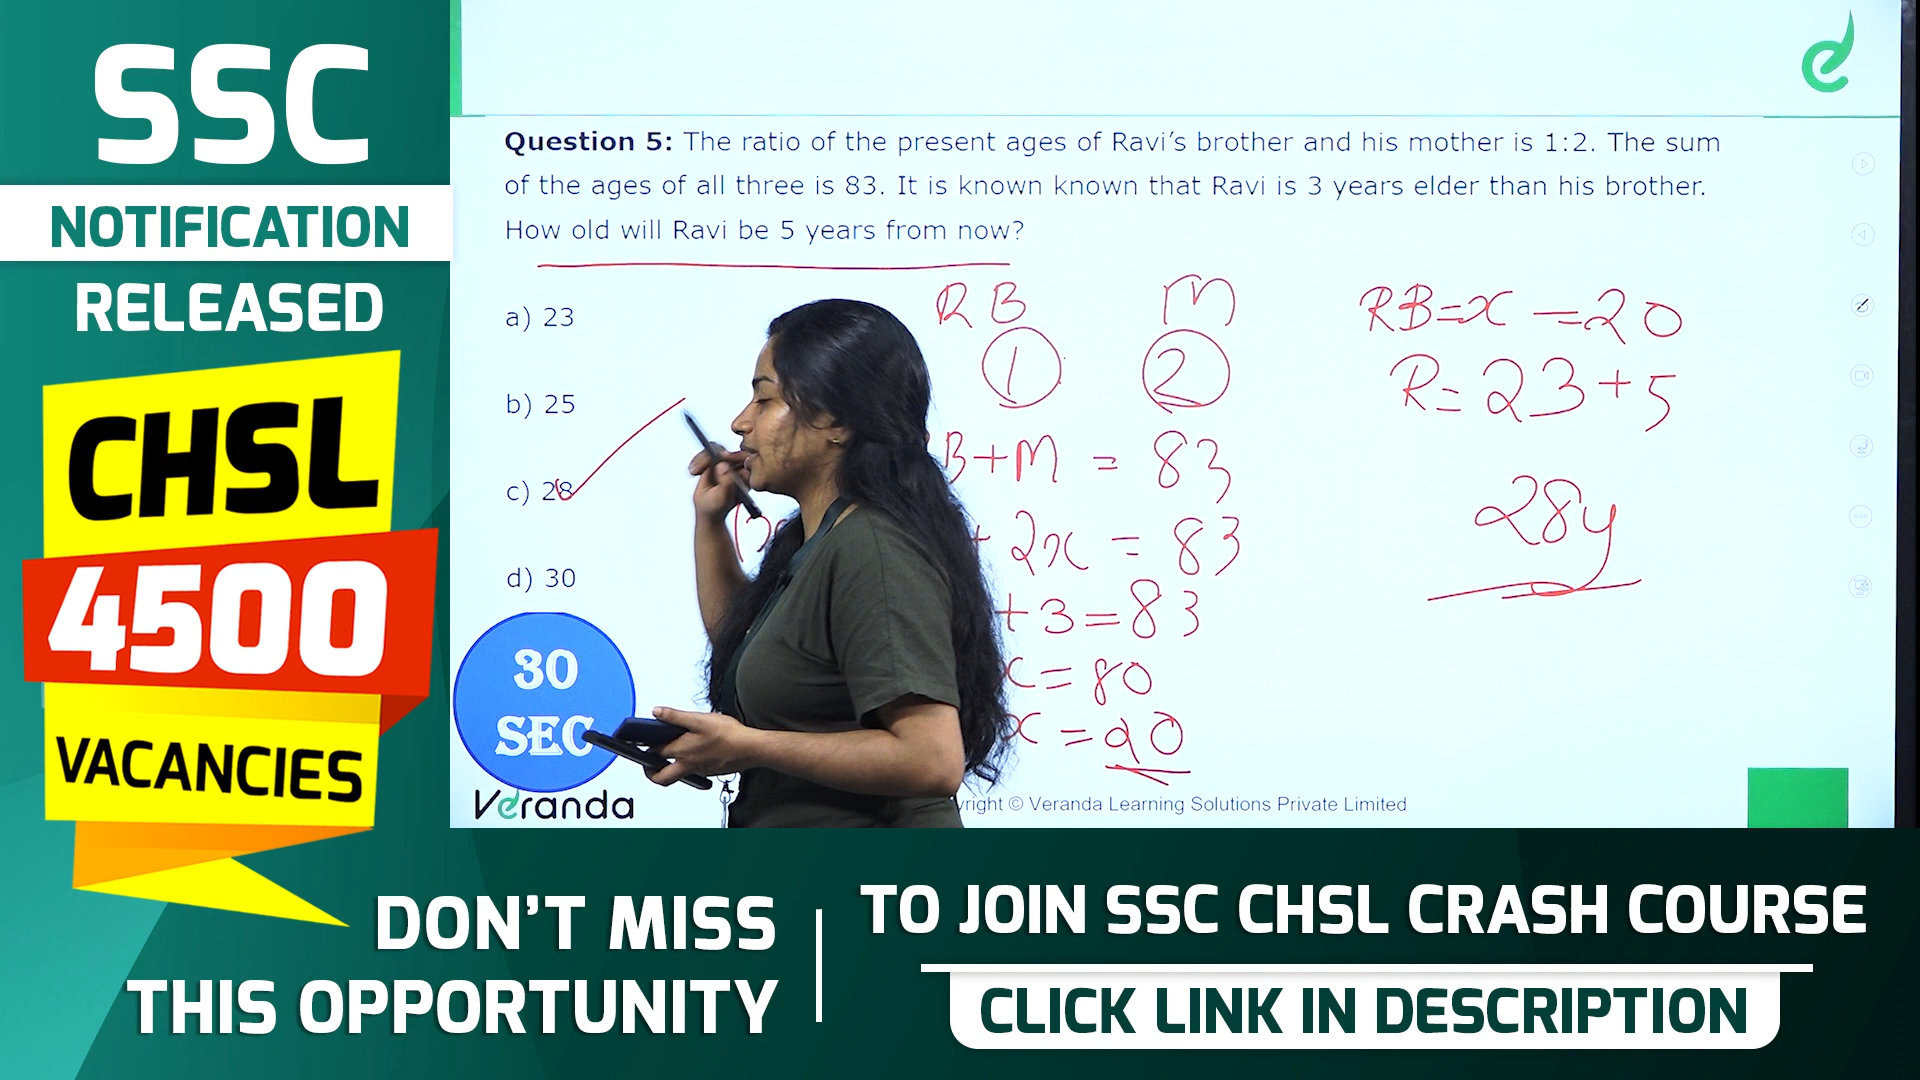 SSC
NOTIFICATION
RELEASED
CHSL
4500
VACANCIES
Question 5: The ratio of the present ages of Ravi's brother and his mother is 1:2. The sum
of the ages of all three is 83. It is known known that Ravi is 3 years elder than his brother.
How old will Ravi be 5 years from now?
a) 23
b) 25
c) 28
d) 30
30
SEC
RB M
1 2
B+M = 83
+ 2x = 83
+3=83
x=80
x=20
RB=x =20
R=23+5
28y
Veranda
© Veranda Learning Solutions Private Limited
DON'T MISS
THIS OPPORTUNITY
TO JOIN SSC CHSL CRASH COURSE
CLICK LINK IN DESCRIPTION